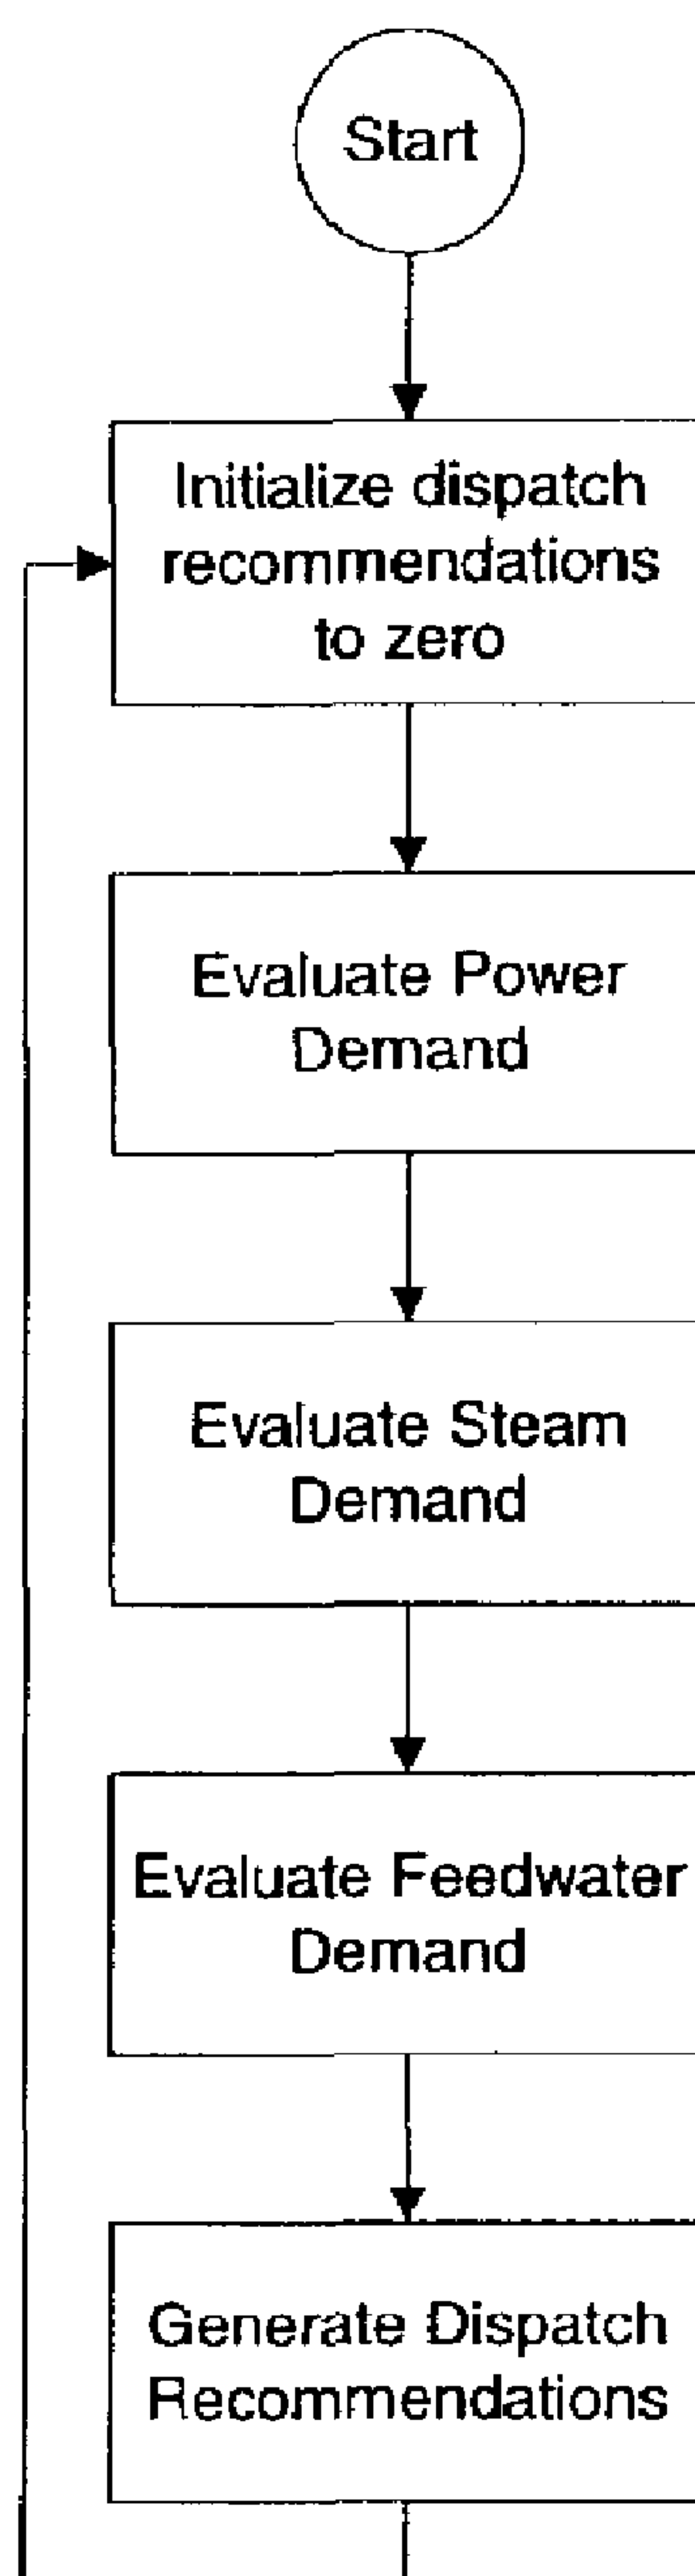 Start
Initialize dispatch
recommendations
to zero
Evaluate Power
Demand
Evaluate Steam
Demand
Evaluate Feedwater
Demand
Generate Dispatch
Recommendations